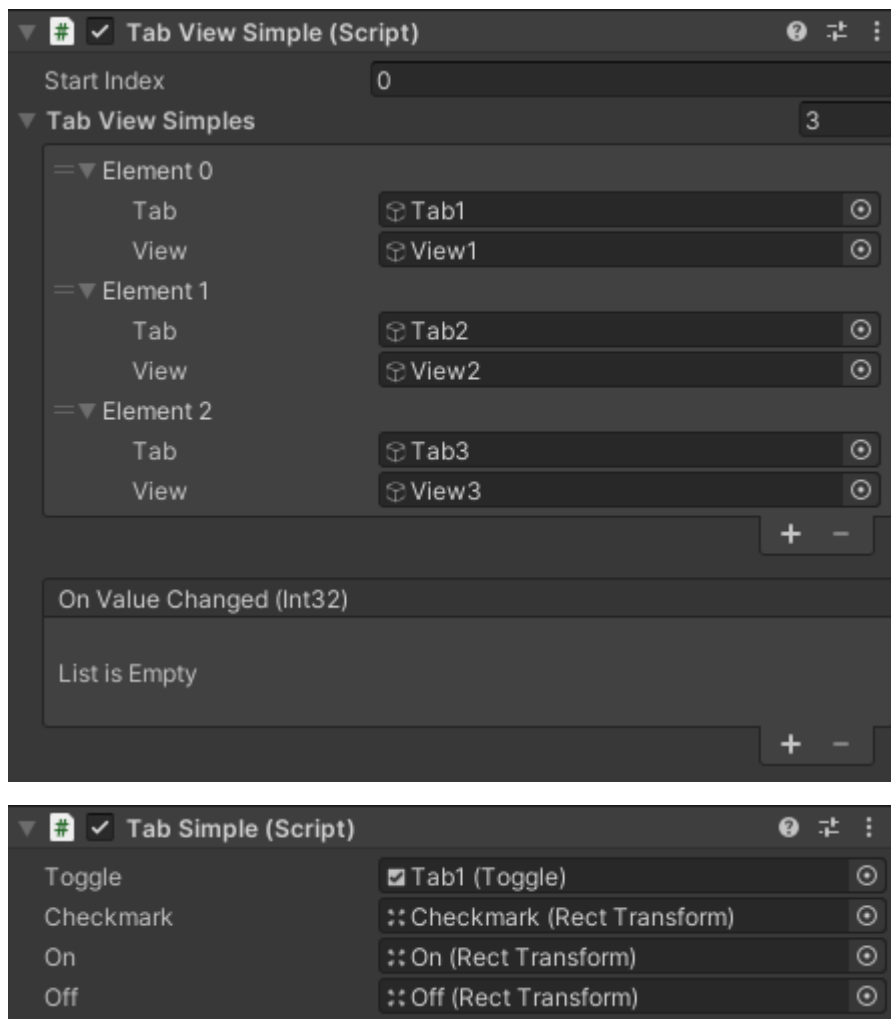 Tab View Simple (Script)
Start Index 0
Tab View Simples 3
Element 0
Tab Tab1
View View1
Element 1
Tab Tab2
View View2
Element 2
Tab Tab3
View View3
+ −
On Value Changed (Int32)
List is Empty
+ −
# Tab Simple (Script)
Toggle Tab1 (Toggle)
Checkmark Checkmark (Rect Transform)
On On (Rect Transform)
Off Off (Rect Transform)